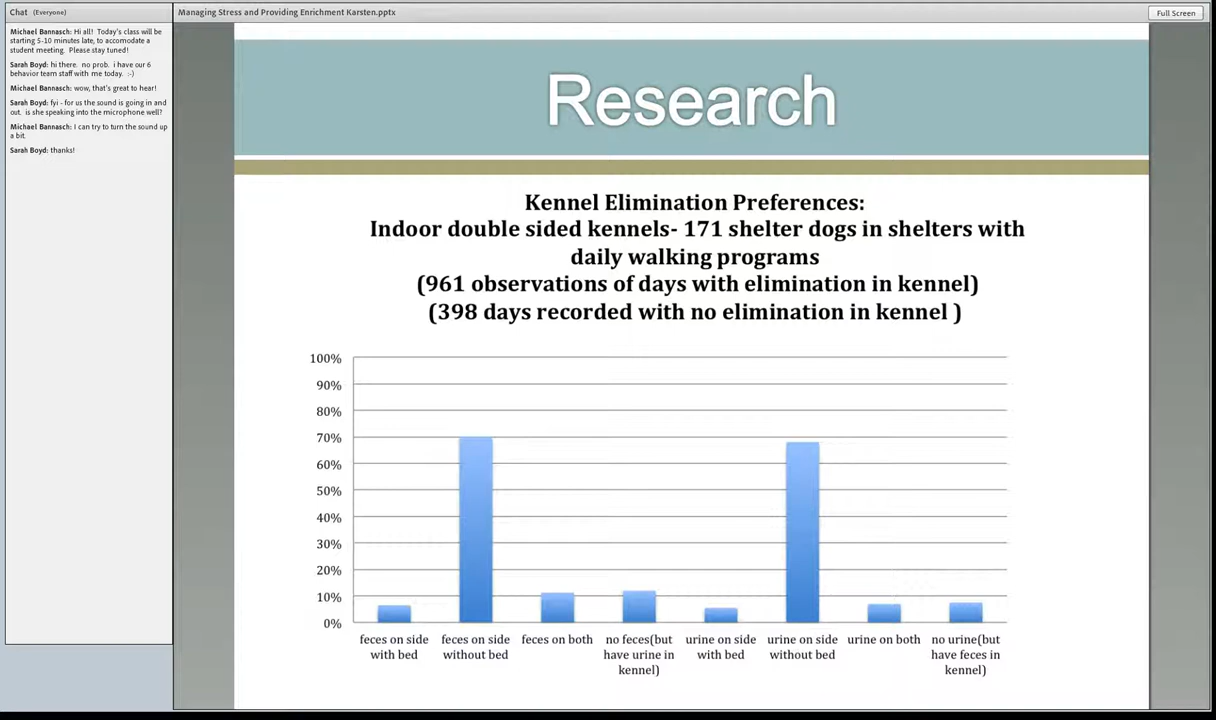 Chat (Everyone)
Michael Bannasch: Hi all! Today's class will be
starting 5-10 minutes late, to accomodate a
student meeting. Please stay tuned!
Sarah Boyd: hi there. no prob. i have our 6
behavior team staff with me today. :-)
Michael Bannasch: wow, that's great to hear!
Sarah Boyd: fyi - for us the sound is going in and
out. is she speaking into the microphone well?
Michael Bannasch: I can try to turn the sound up
a bit.
Sarah Boyd: thanks!
Managing Stress and Providing Enrichment Karsten.pptx
Full Screen
Research
Kennel Elimination Preferences:
Indoor double sided kennels- 171 shelter dogs in shelters with
daily walking programs
(961 observations of days with elimination in kennel)
(398 days recorded with no elimination in kennel )
100%
90%
80%
70%
60%
50%
40%
30%
20%
10%
0%
feces on side
with bed
feces on side
without bed
feces on both
no feces(but
have urine in
kennel)
urine on side
with bed
urine on side
without bed
urine on both
no urine(but
have feces in
kennel)